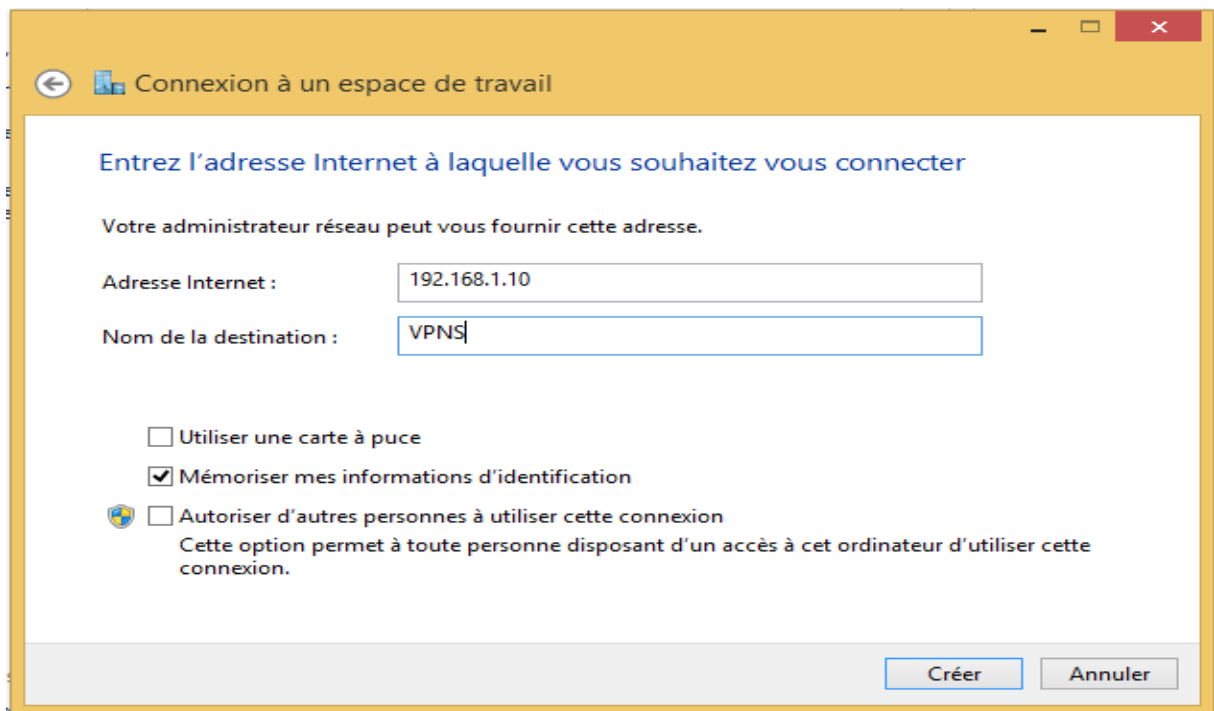 Connexion à un espace de travail
Entrez l'adresse Internet à laquelle vous souhaitez vous connecter
Votre administrateur réseau peut vous fournir cette adresse.
Adresse Internet : 192.168.1.10
Nom de la destination : VPNS
Utiliser une carte à puce
Mémoriser mes informations d'identification
Autoriser d'autres personnes à utiliser cette connexion
Cette option permet à toute personne disposant d'un accès à cet ordinateur d'utiliser cette
connexion.
Créer Annuler